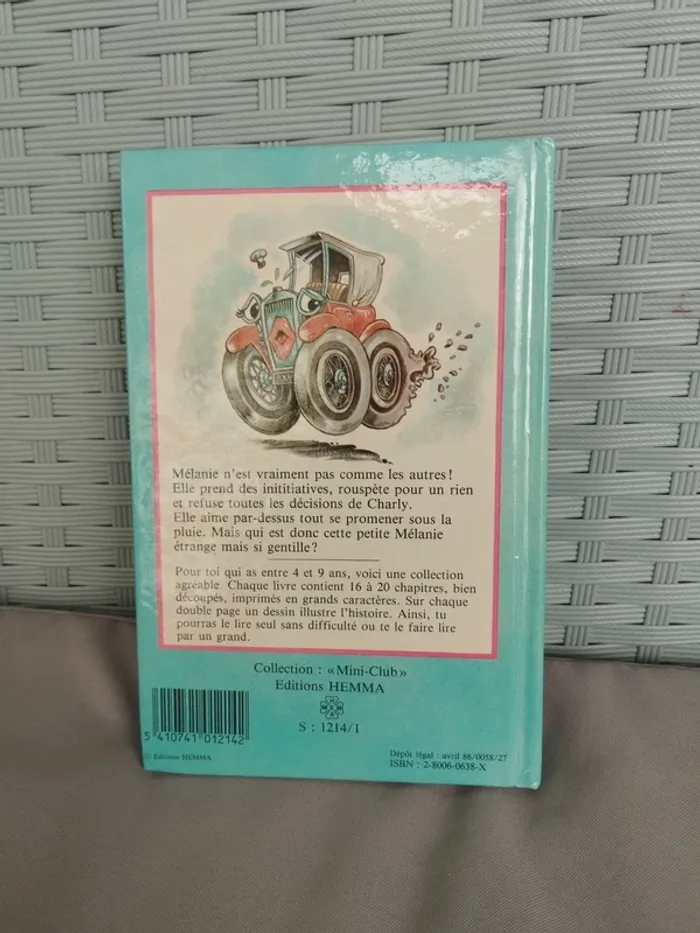 Mélanie n'est vraiment pas comme les autres !
Elle prend des inititiatives, rouspète pour un rien
et refuse toutes les décisions de Charly.
Elle aime par-dessus tout se promener sous la
pluie. Mais qui est donc cette petite Mélanie
étrange mais si gentille ?
Pour toi qui as entre 4 et 9 ans, voici une collection
agréable. Chaque livre contient 16 à 20 chapitres, bien
découpés, imprimés en grands caractères. Sur chaque
double page un dessin illustre l'histoire. Ainsi, tu
pourras le lire seul sans difficulté ou te le faire lire
par un grand.
Collection : «Mini-Club»
Editions HEMMA
S : 1214/1
5 410741 012142
© Editions HEMMA
Dépôt légal : avril 86/0058/27
ISBN : 2-8006-0638-X